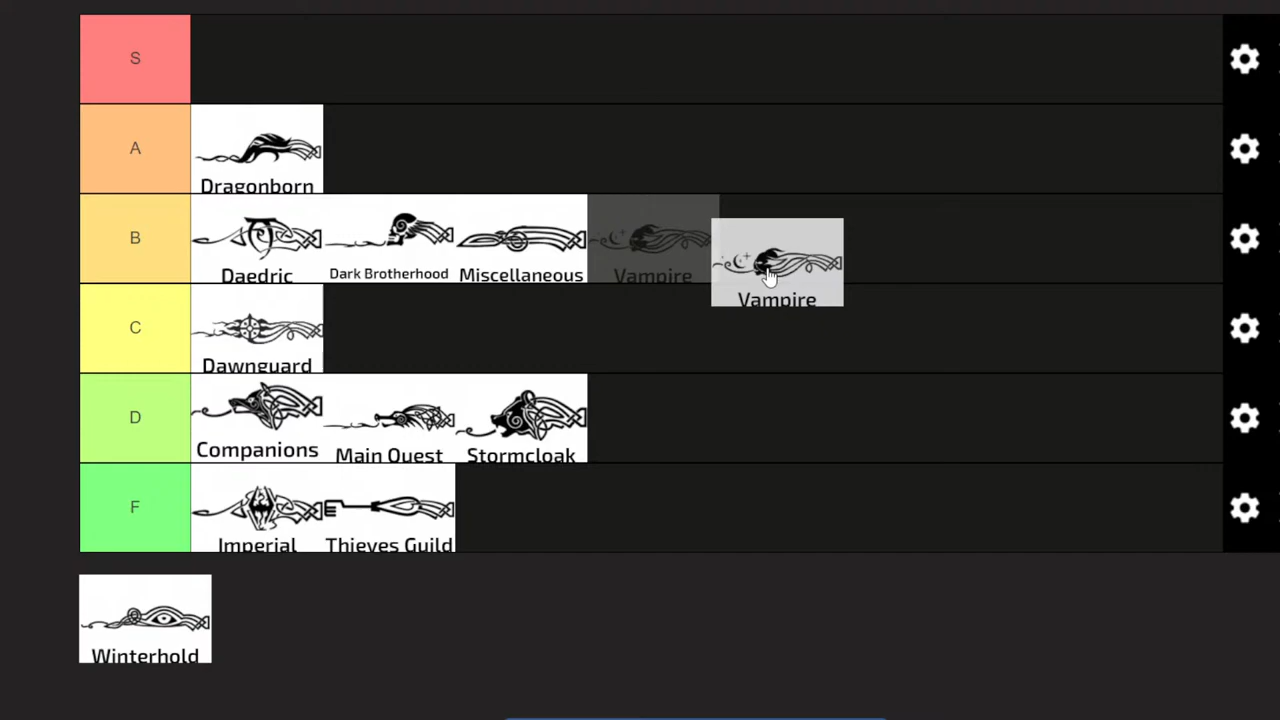 S
A
Dragonborn
B
Daedric
Dark Brotherhood
Miscellaneous
Vampire
Vampire
C
Dawnguard
D
Companions
Main Quest
Stormcloak
F
Imperial
Thieves Guild
Winterhold